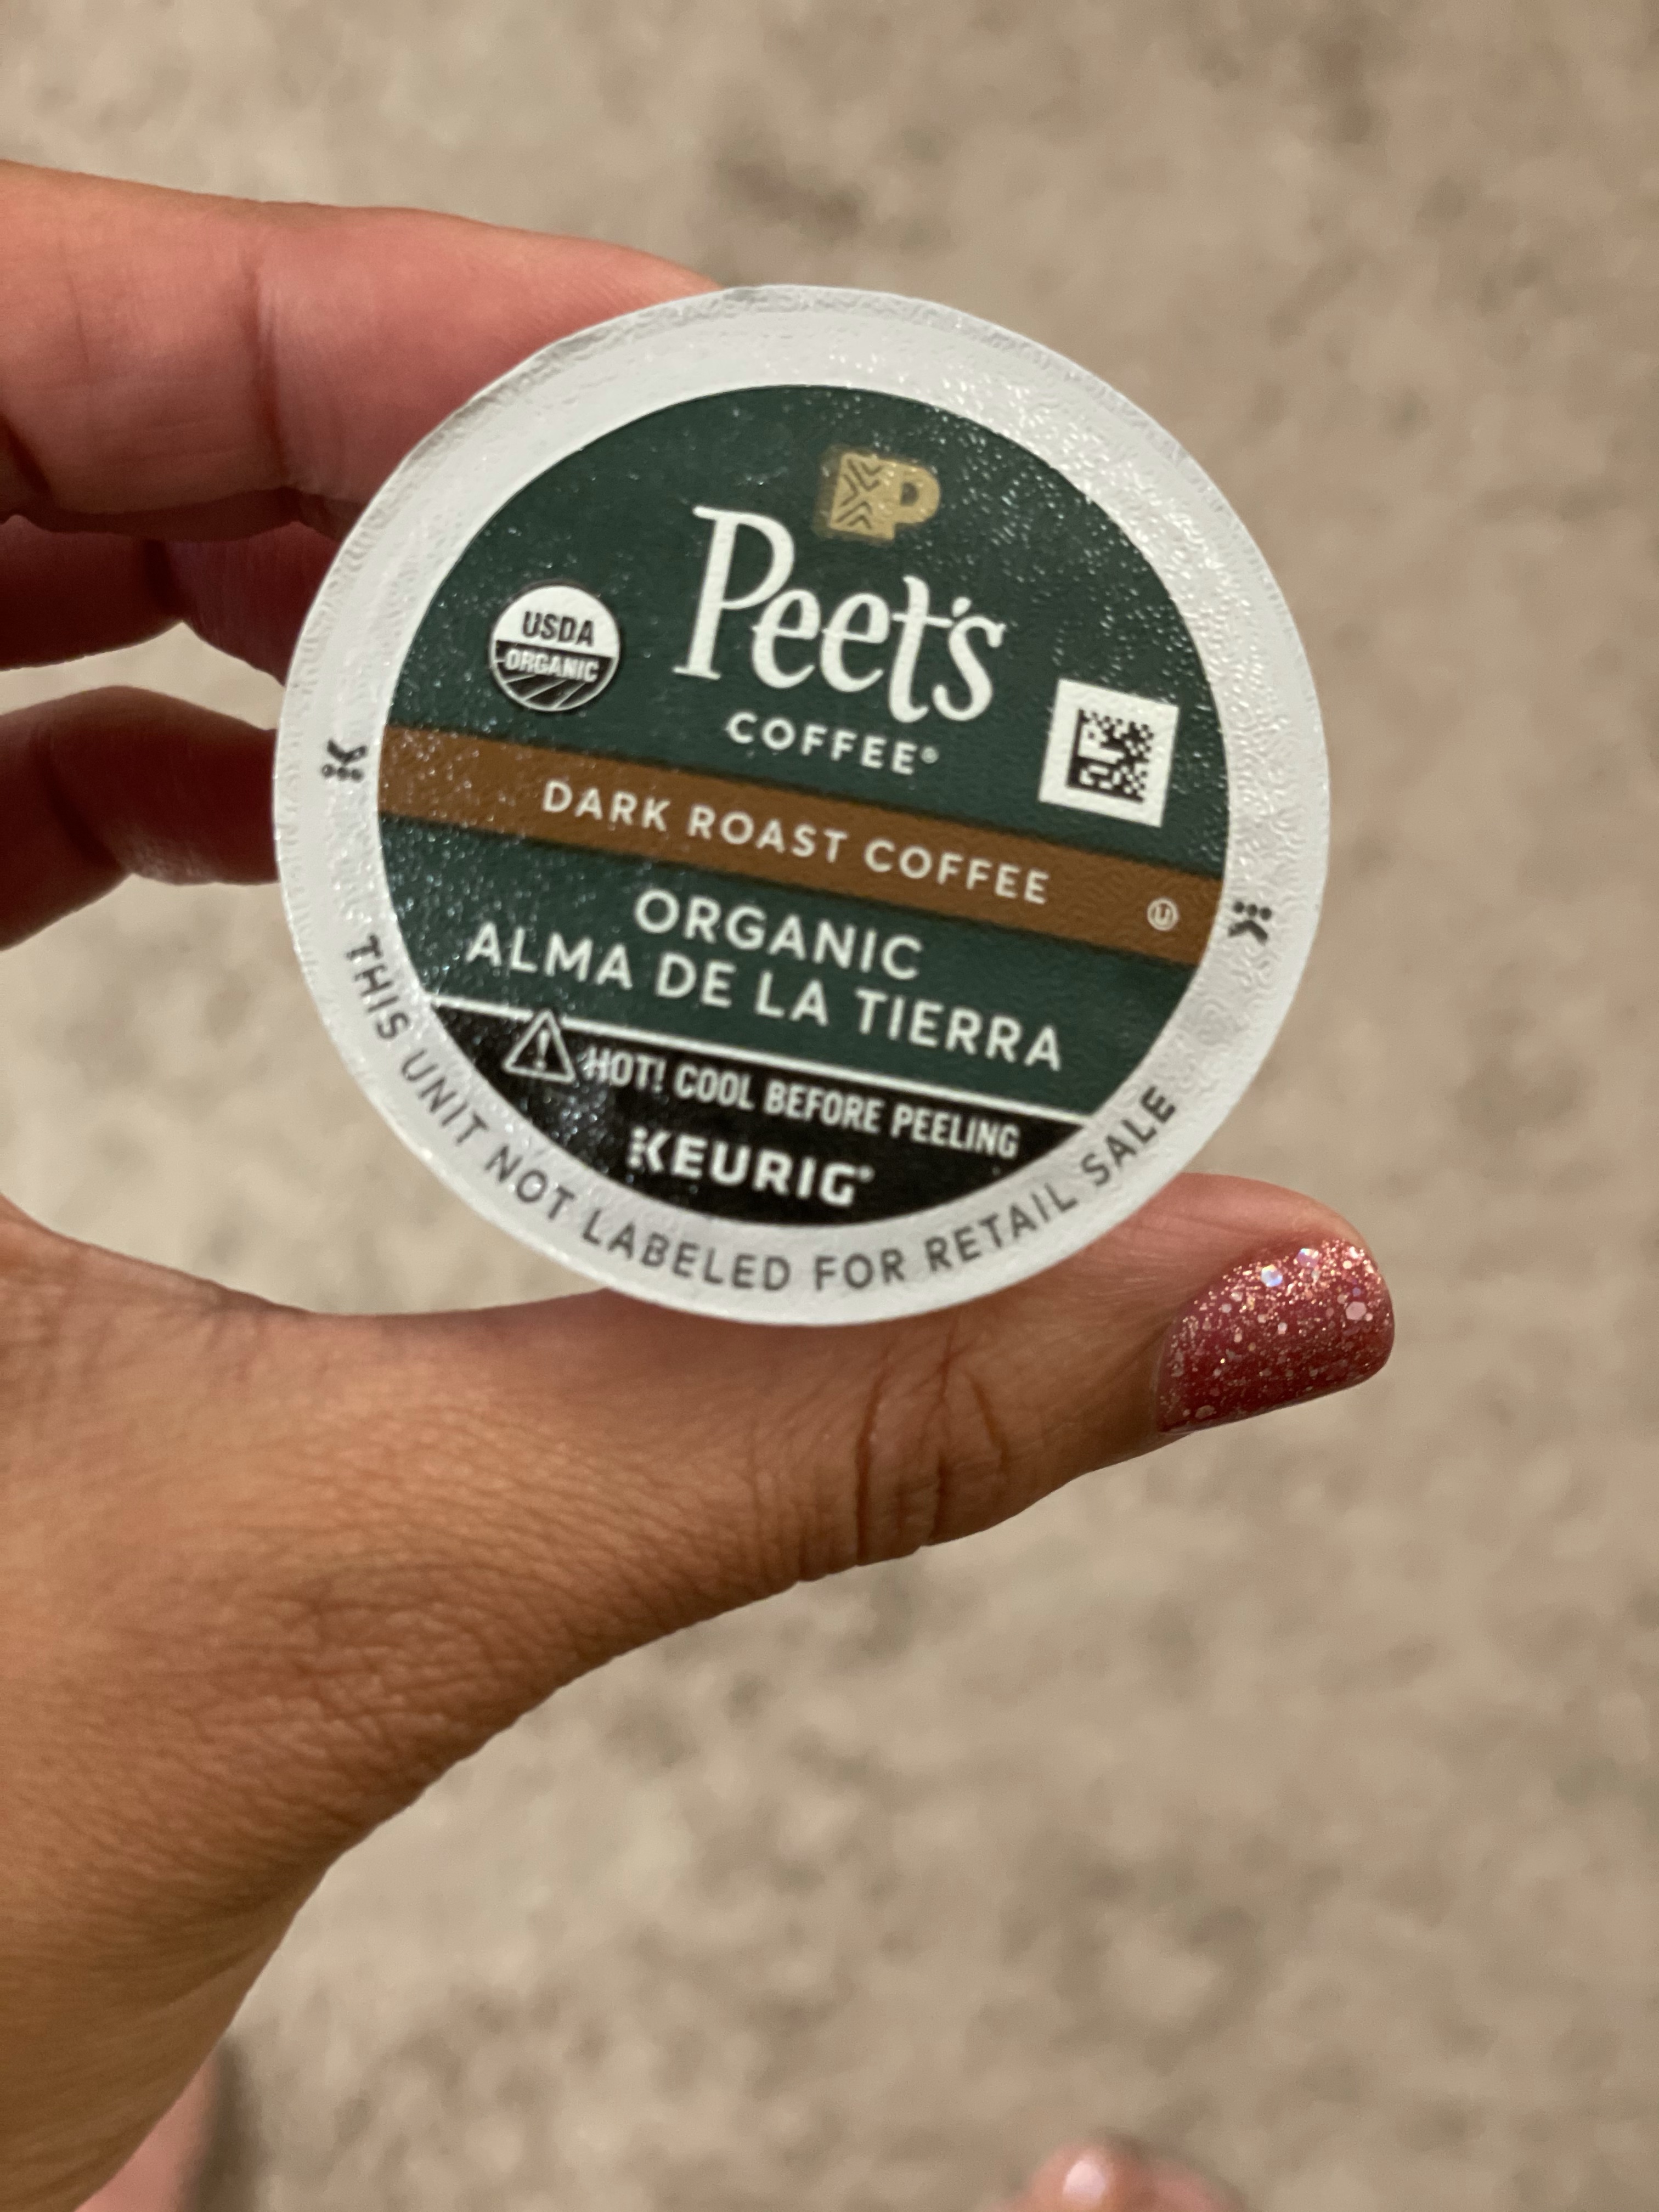 Peet's
COFFEE®
USDA
ORGANIC
DARK ROAST COFFEE
U
ORGANIC
ALMA DE LA TIERRA
HOT! COOL BEFORE PEELING
KEURIG®
THIS UNIT NOT LABELED FOR RETAIL SALE